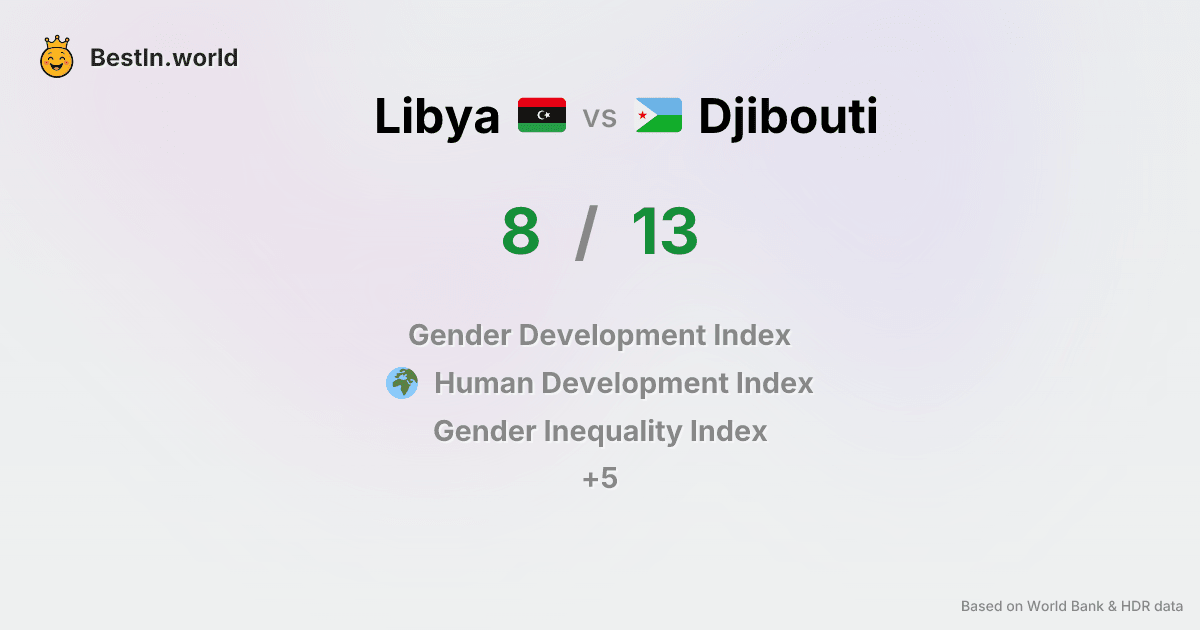 BestIn.world
Libya vs Djibouti
8 / 13
Gender Development Index
Human Development Index
Gender Inequality Index
+5
Based on World Bank & HDR data